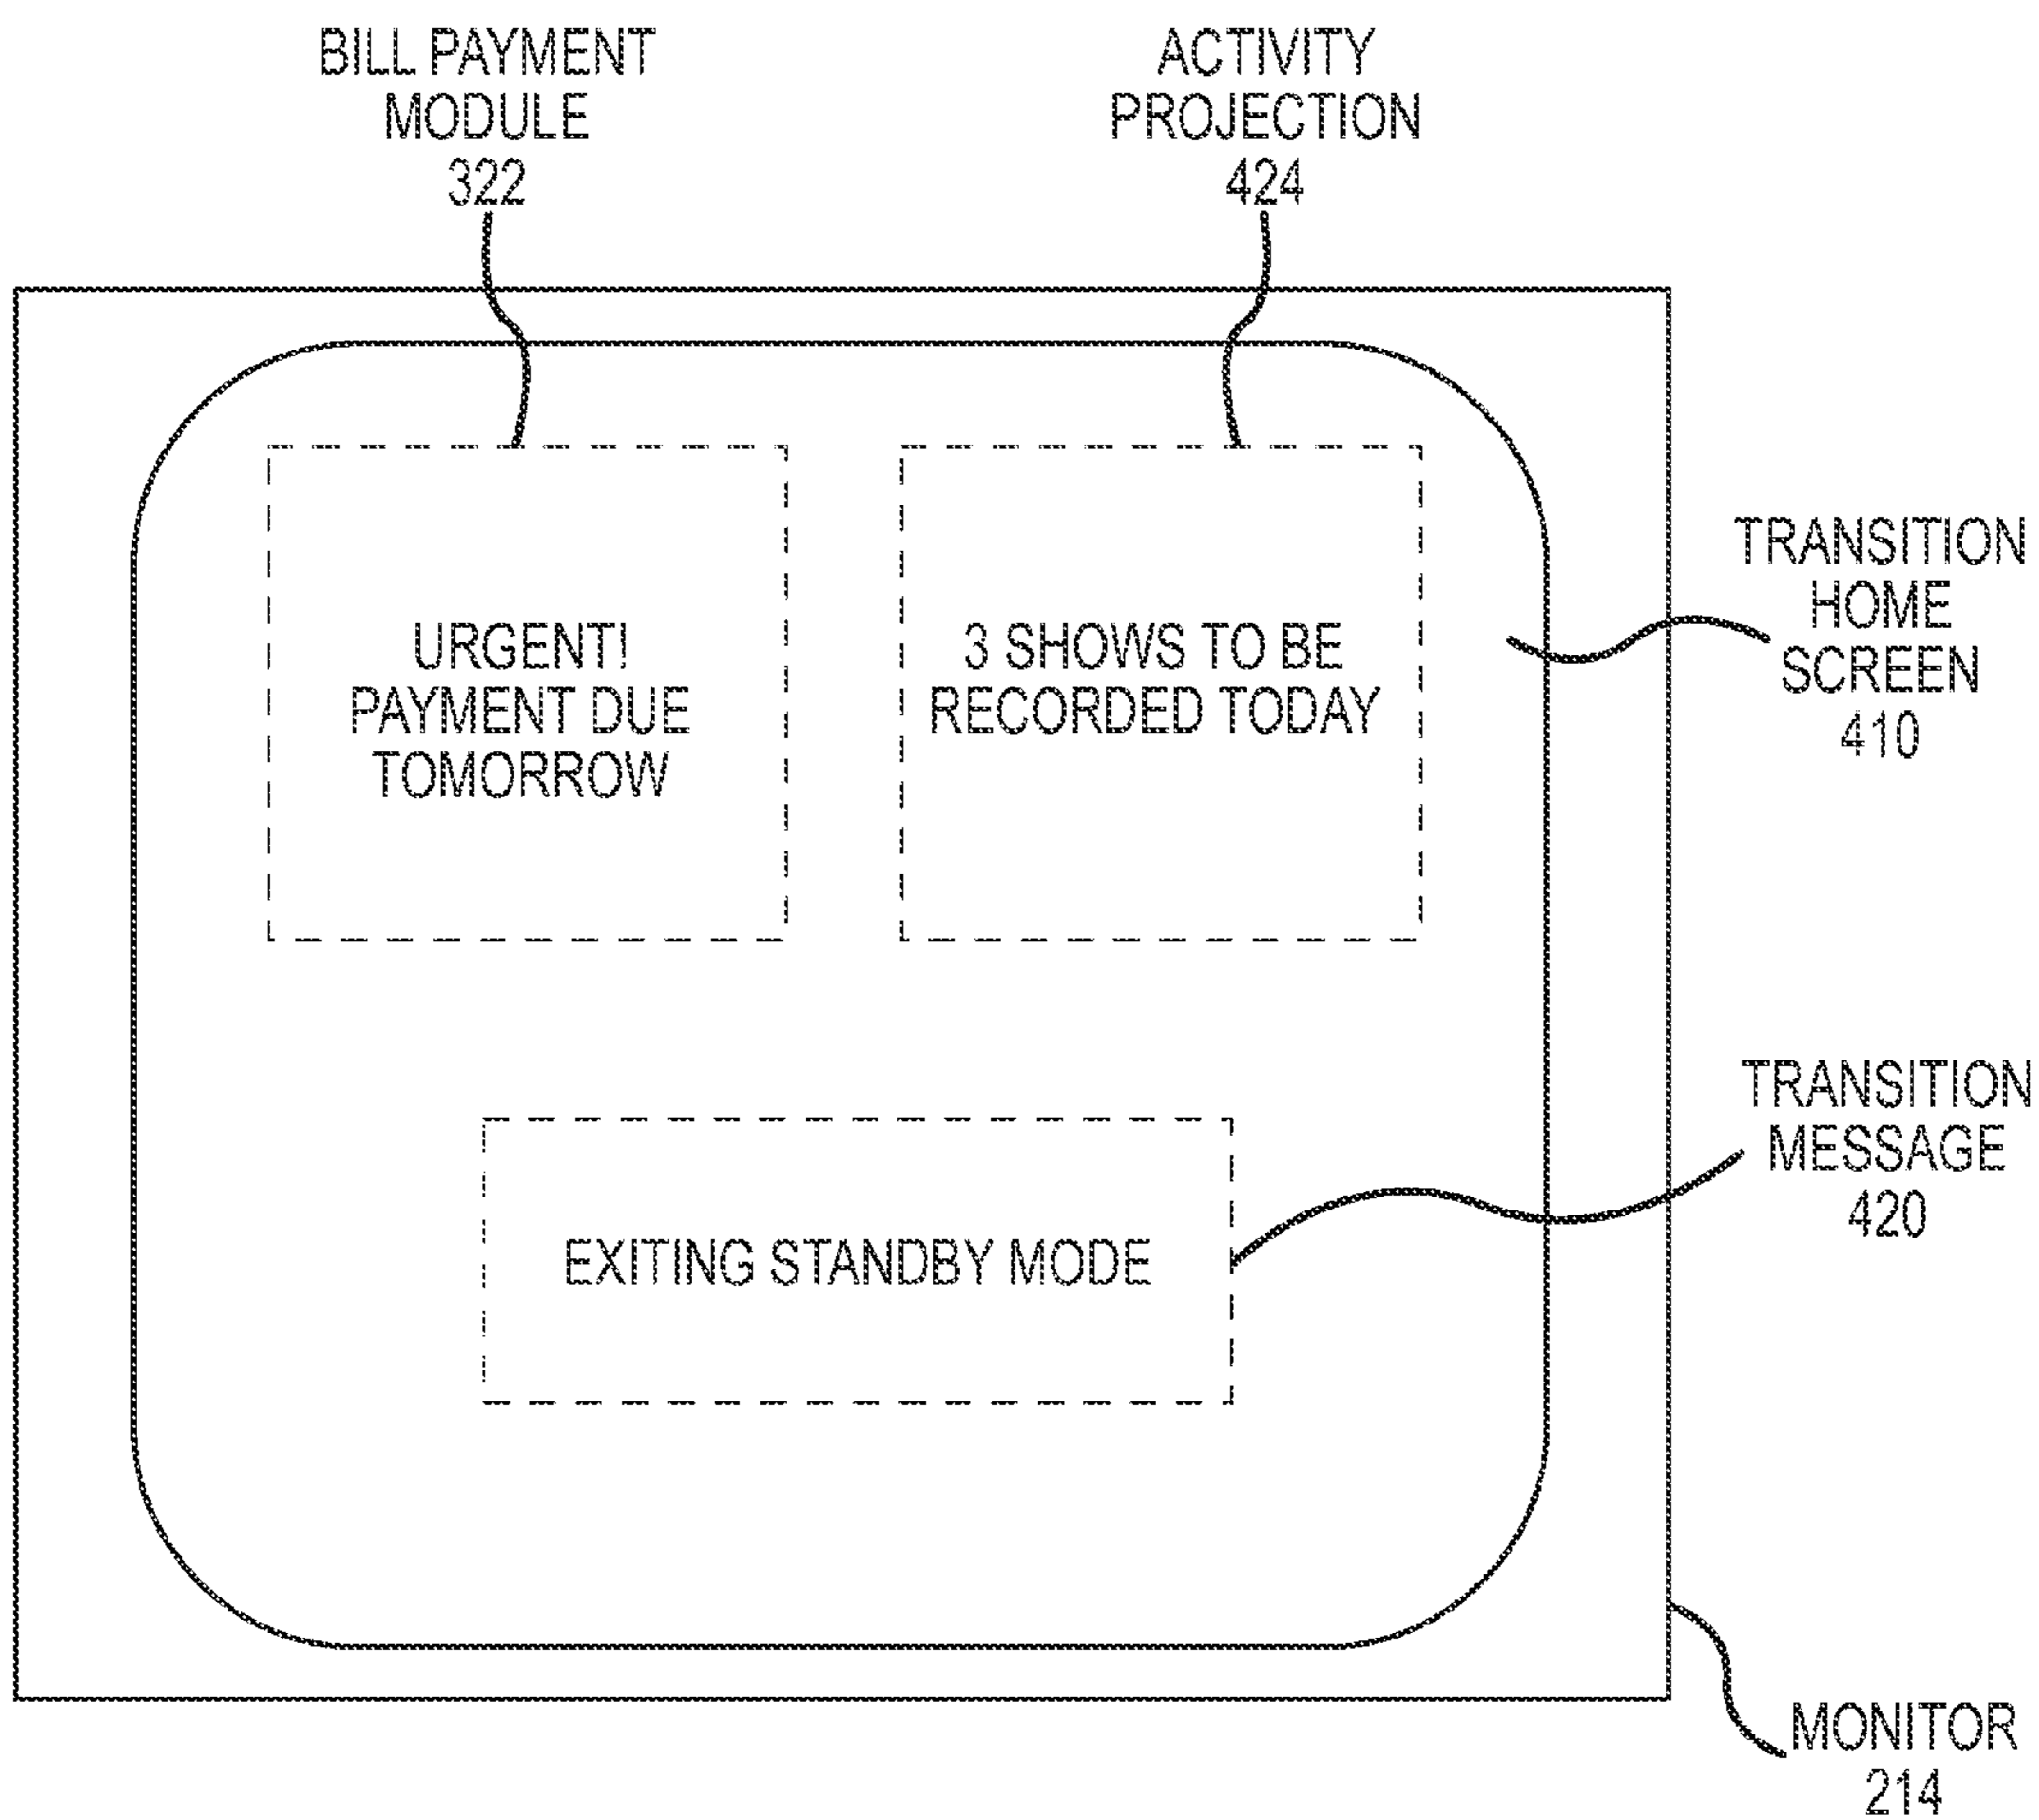 BILL PAYMENT
MODULE
322
ACTIVITY
PROJECTION
424
URGENT!
PAYMENT DUE
TOMORROW
3 SHOWS TO BE
RECORDED TODAY
TRANSITION
HOME
SCREEN
410
EXITING STANDBY MODE
TRANSITION
MESSAGE
420
MONITOR
214